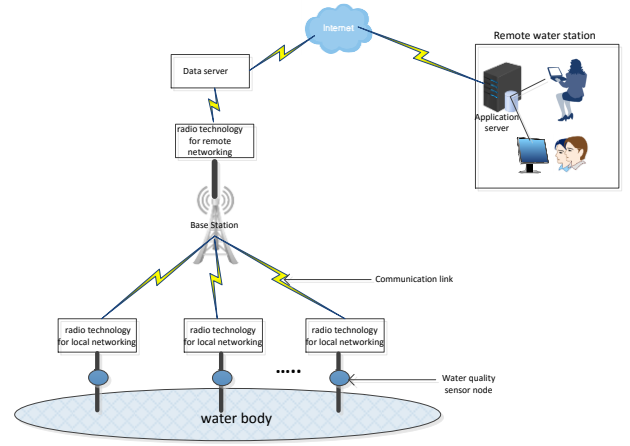 Internet
Remote water station
Data server
Application
server
radio technology
for remote
networking
Base Station
Communication link
radio technology
for local networking
radio technology
for local networking
radio technology
for local networking
.....
Water quality
sensor node
water body